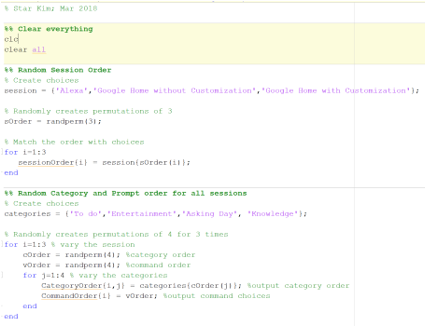 % Star Kim; Mar 2018
%% Clear everything
clc
clear all
%% Random Session Order
% Create choices
session = {'Alexa','Google Home without Customization','Google Home with Customization'};
% Randomly creates permutations of 3
sOrder = randperm(3);
% Match the order with choices
for i=1:3
sessionOrder{i} = session{sOrder(i)};
end
%% Random Category and Prompt order for all sessions
% Create choices
categories = {'To do','Entertainment','Asking Day', 'Knowledge'};
% Randomly creates permutations of 4 for 3 times
for i=1:3 % vary the session
cOrder = randperm(4); %category order
vOrder = randperm(4); %command order
for j=1:4 % vary the categories
CategoryOrder{i,j} = categories{cOrder(j)}; %output category order
CommandOrder{i} = vOrder; %output command choices
end
end